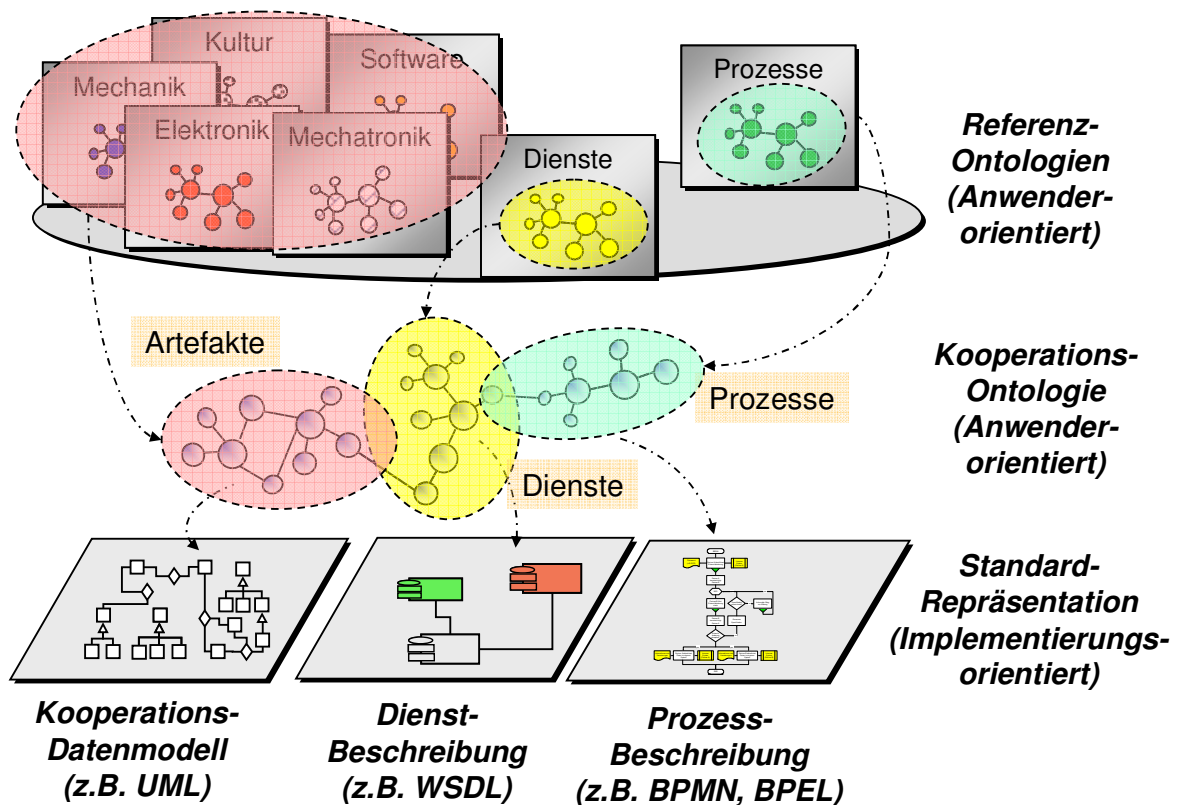 Kultur
Mechanik
Software
Elektronik
Mechatronik
Dienste
Prozesse
Referenz-
Ontologien
(Anwender-
orientiert)
Artefakte
Dienste
Prozesse
Kooperations-
Ontologie
(Anwender-
orientiert)
Standard-
Repräsentation
(Implementierungs-
orientiert)
Kooperations-
Datenmodell
(z.B. UML)
Dienst-
Beschreibung
(z.B. WSDL)
Prozess-
Beschreibung
(z.B. BPMN, BPEL)